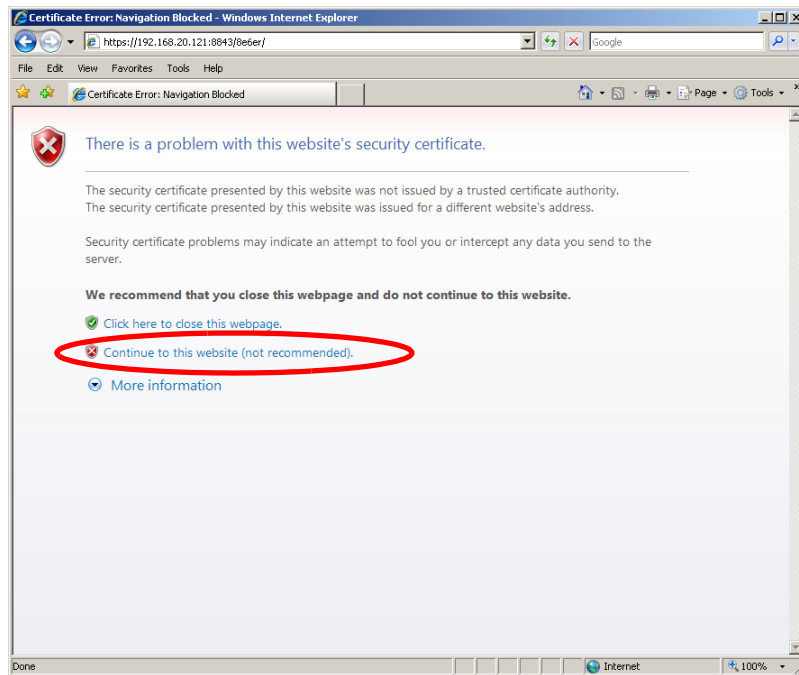 Certificate Error: Navigation Blocked - Windows Internet Explorer
https://192.168.20.121:8843/8e6er/
Google
File Edit View Favorites Tools Help
Certificate Error: Navigation Blocked
Page Tools »
There is a problem with this website's security certificate.
The security certificate presented by this website was not issued by a trusted certificate authority.
The security certificate presented by this website was issued for a different website's address.
Security certificate problems may indicate an attempt to fool you or intercept any data you send to the
server.
We recommend that you close this webpage and do not continue to this website.
Click here to close this webpage.
Continue to this website (not recommended).
More information
Done Internet 100%